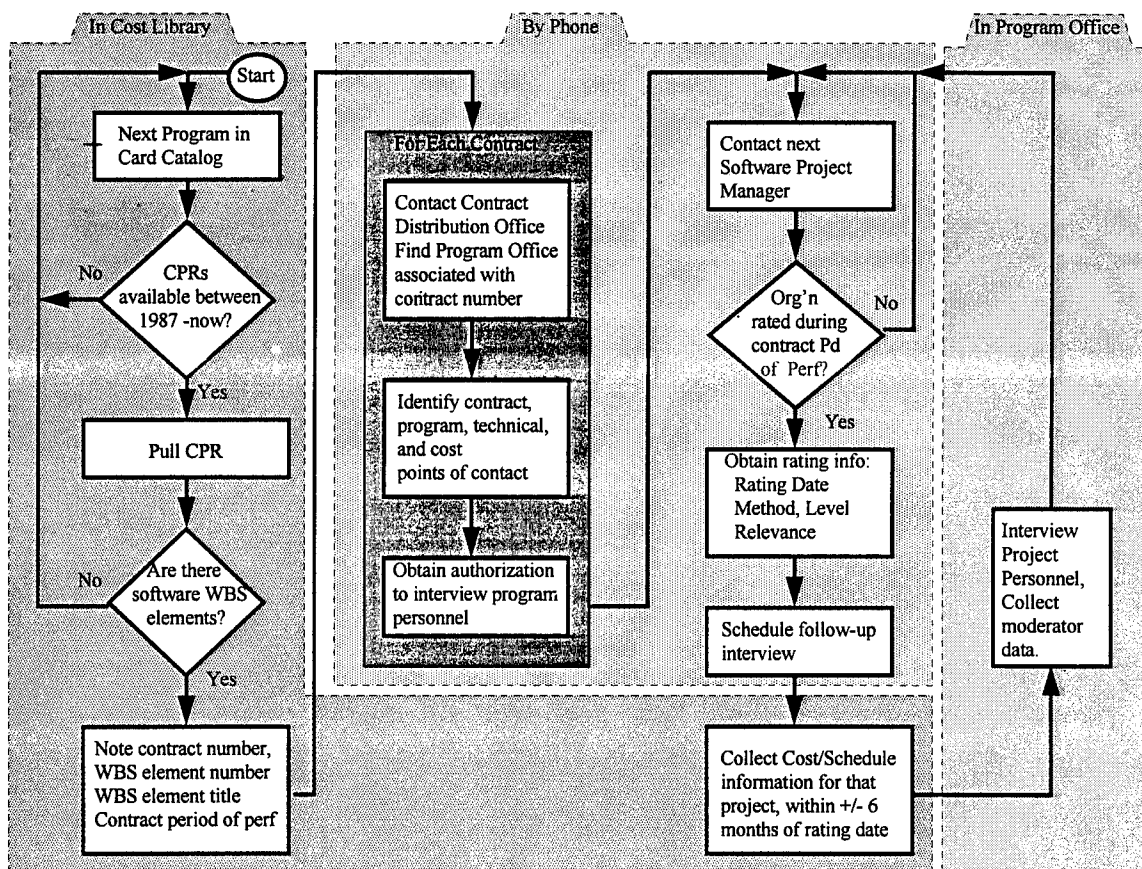 In Cost Library
Start
Next Program in
Card Catalog
No
CPRs
available between
1987 -now?
Yes
Pull CPR
No
Are there
software WBS
elements?
Yes
Note contract number,
WBS element number
WBS element title
Contract period of perf
By Phone
For Each Contract
Contact Contract
Distribution Office
Find Program Office
associated with
contract number
Identify contract,
program, technical,
and cost
points of contact
Obtain authorization
to interview program
personnel
Contact next
Software Project
Manager
Org'n
rated during
contract Pd
of Perf?
No
Yes
Obtain rating info:
Rating Date
Method, Level
Relevance
Schedule follow-up
interview
Collect Cost/Schedule
information for that
project, within +/- 6
months of rating date
In Program Office
Interview
Project
Personnel,
Collect
moderator
data.